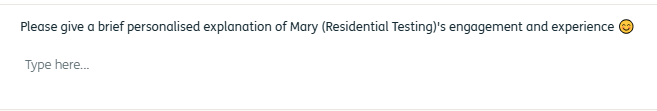 Please give a brief personalised explanation of Mary (Residential Testing)'s engagement and experience 😊
Type here...